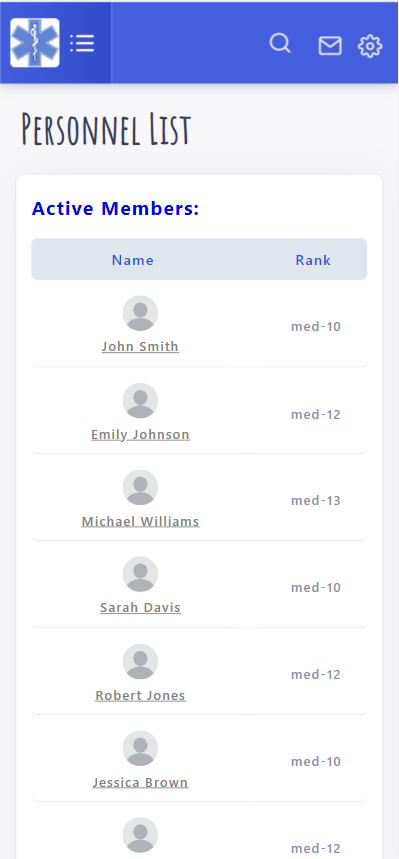 Personnel List
Active Members:
Name Rank
John Smith med-10
Emily Johnson med-12
Michael Williams med-13
Sarah Davis med-10
Robert Jones med-12
Jessica Brown med-10
med-12